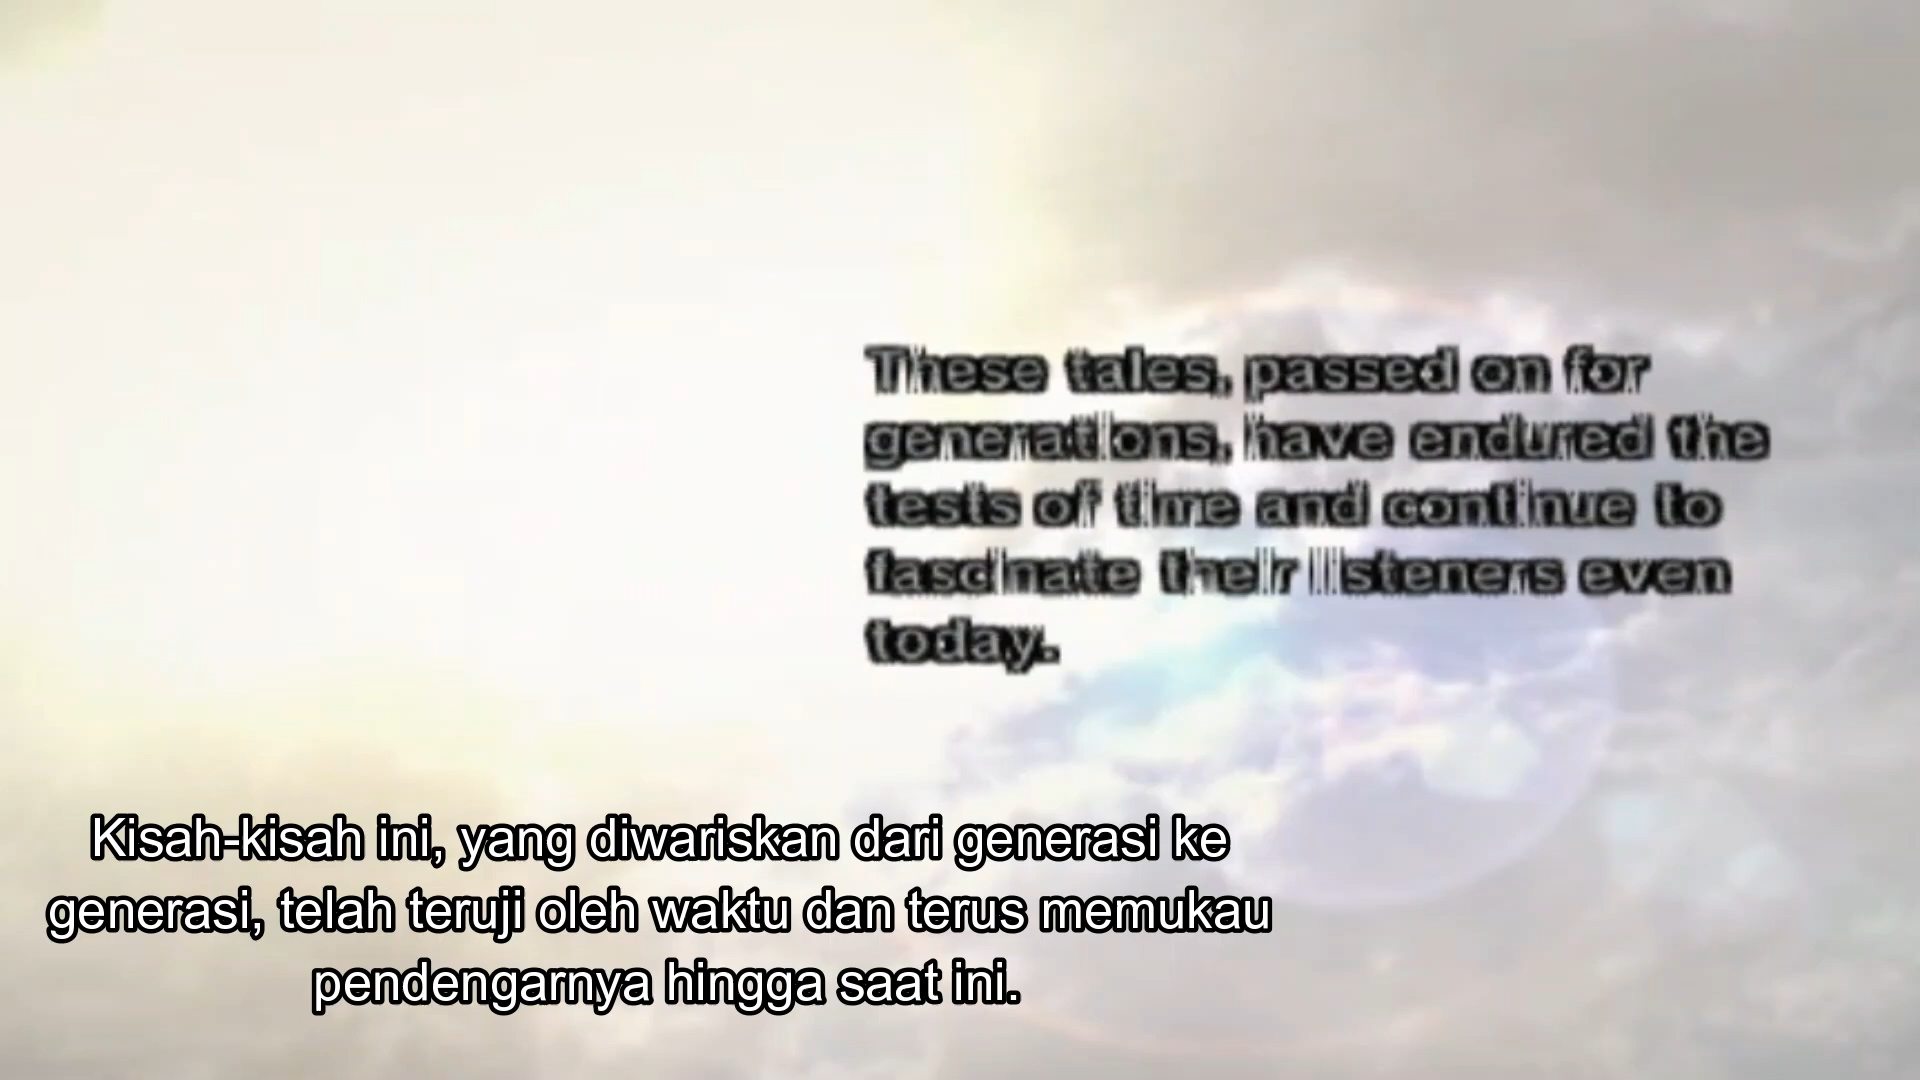 These tales, passed on for
generations, have endured the
tests of time and continue to
fascinate their listeners even
today.
Kisah-kisah ini, yang diwariskan dari generasi ke
generasi, telah teruji oleh waktu dan terus memukau
pendengarnya hingga saat ini.